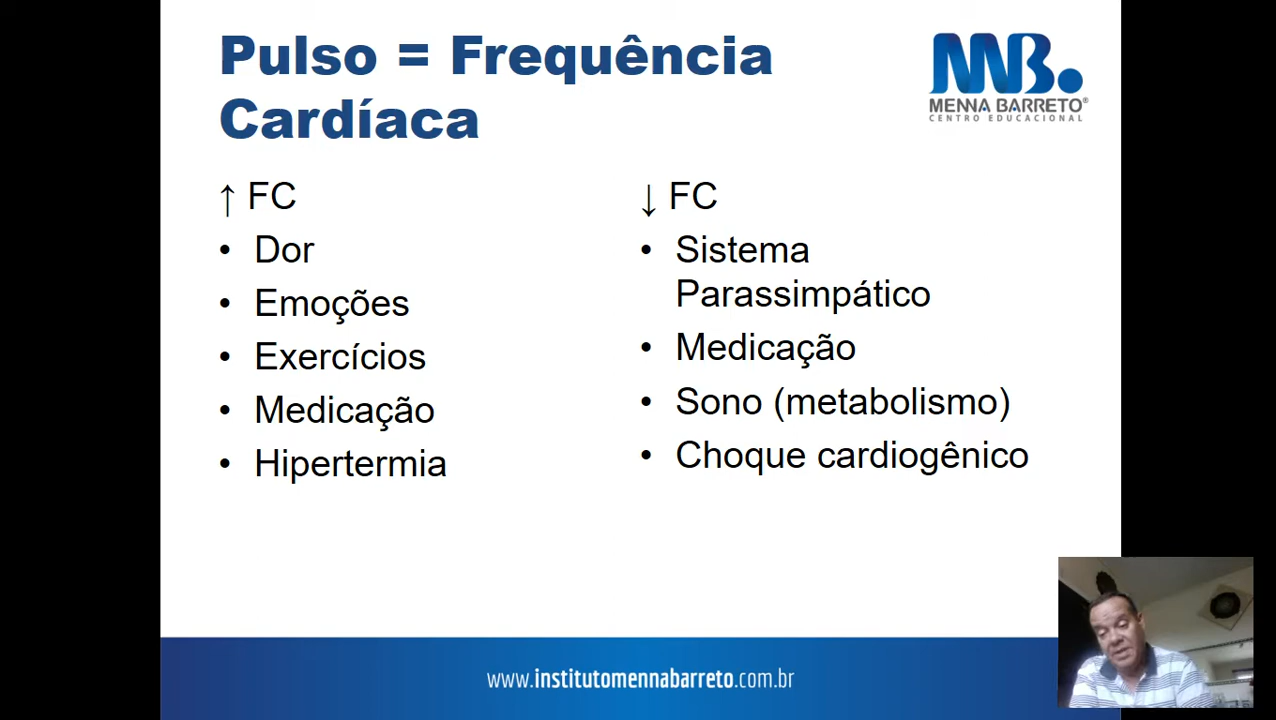 Pulso = Frequência
Cardíaca
MNB.
MENNA BARRETO®
CENTRO EDUCACIONAL
↑ FC
• Dor
• Emoções
• Exercícios
• Medicação
• Hipertermia
↓ FC
• Sistema
Parassimpático
• Medicação
• Sono (metabolismo)
• Choque cardiogênico
www.institutomennabarreto.com.br